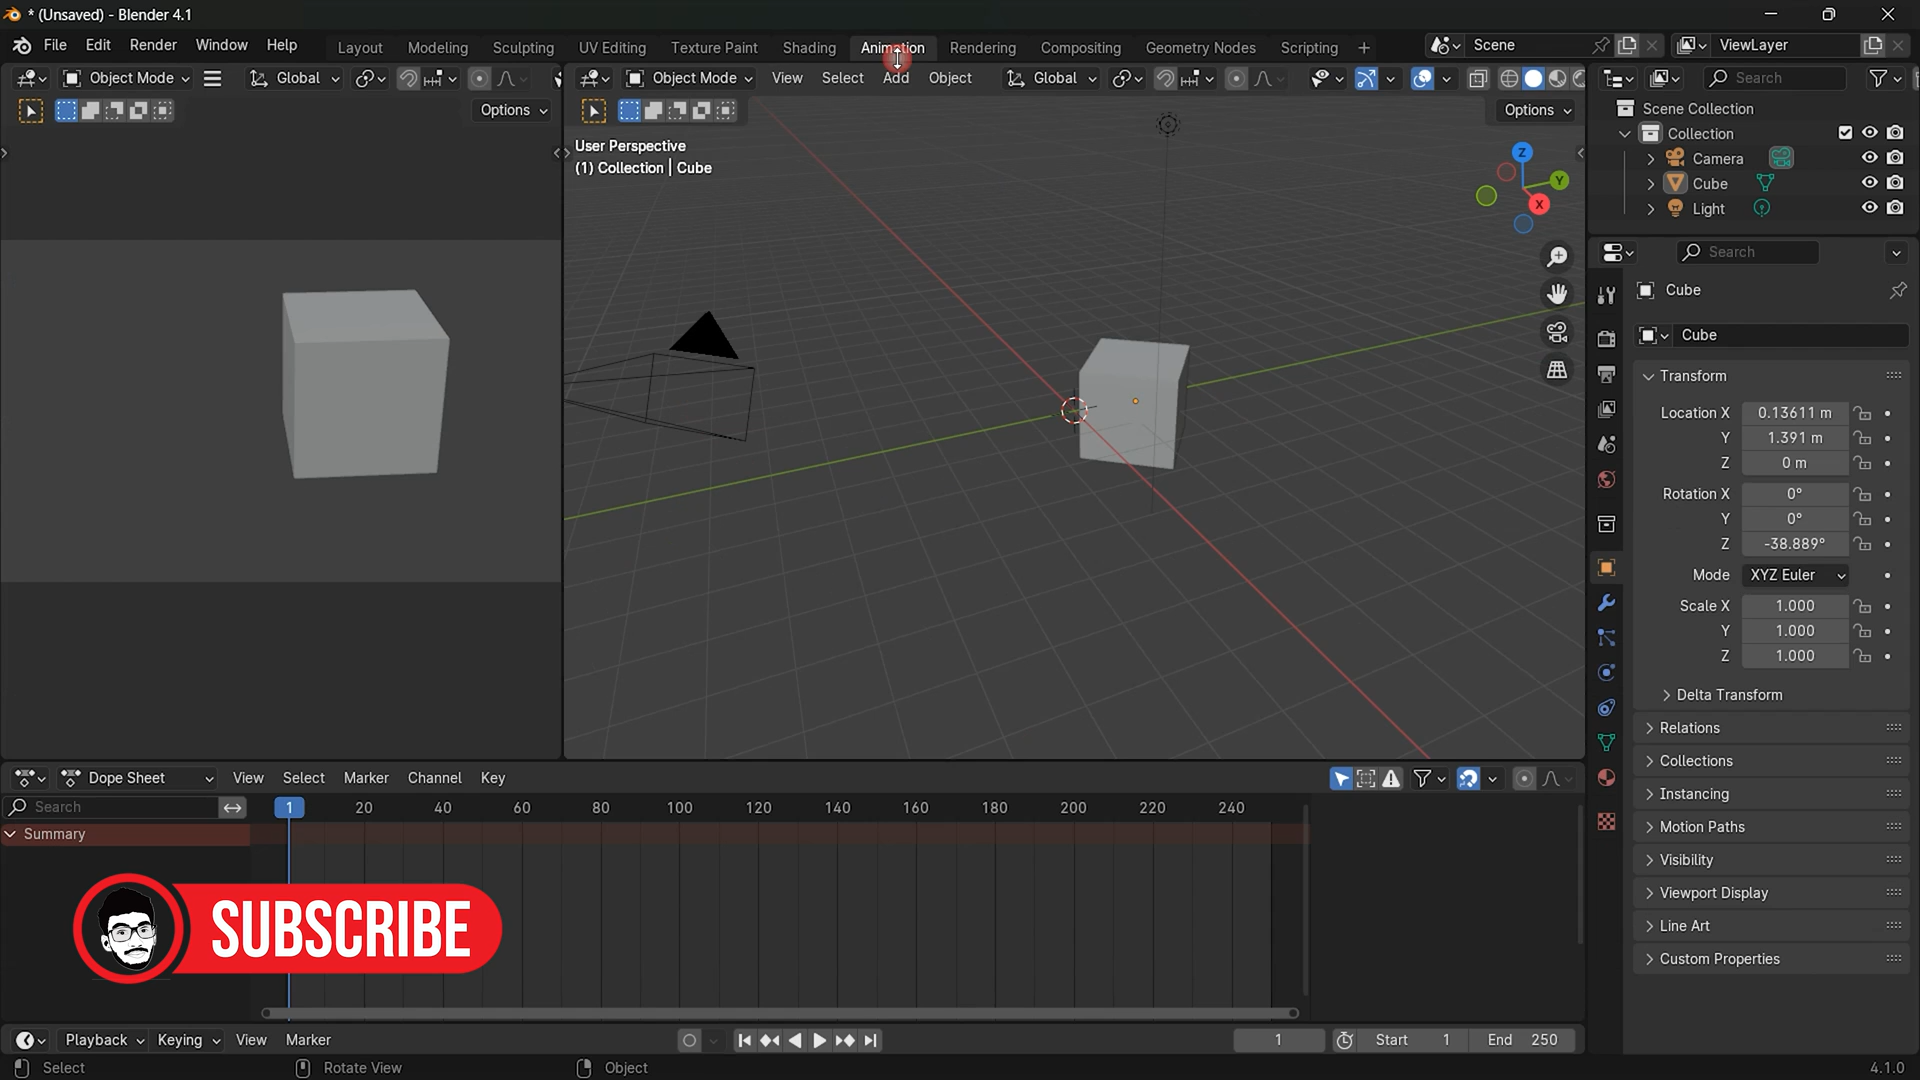 * (Unsaved) - Blender 4.1
File Edit Render Window Help Layout Modeling Sculpting UV Editing Texture Paint Shading Animation Rendering Compositing Geometry Nodes Scripting + Scene ViewLayer
Object Mode Global Options
Object Mode View Select Add Object Global Options
User Perspective
(1) Collection | Cube
Z
Y
X
Search
Scene Collection
Collection
Camera
Cube
Light
Search
Cube
Cube
Transform
Location X 0.13611 m
Y 1.391 m
Z 0 m
Rotation X 0°
Y 0°
Z -38.889°
Mode XYZ Euler
Scale X 1.000
Y 1.000
Z 1.000
Delta Transform
Relations
Collections
Instancing
Motion Paths
Visibility
Viewport Display
Line Art
Custom Properties
Dope Sheet View Select Marker Channel Key
Search 1 20 40 60 80 100 120 140 160 180 200 220 240
Summary
SUBSCRIBE
Playback Keying View Marker 1 Start 1 End 250
Select Rotate View Object 4.1.0